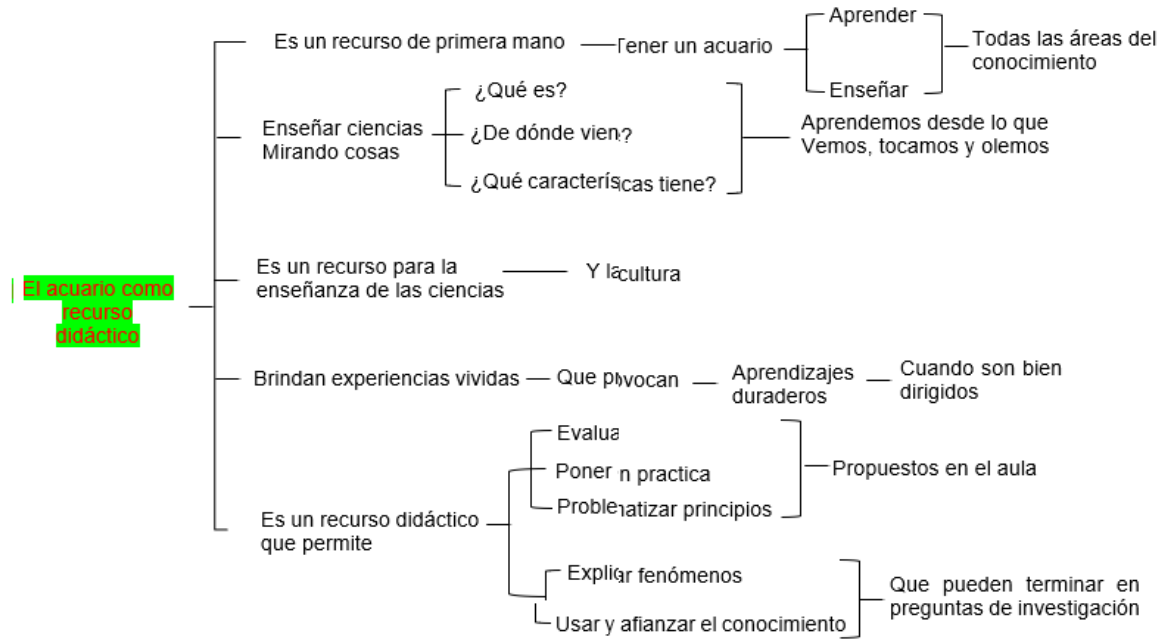 El acuario como
recurso
didáctico
Es un recurso de primera mano
Tener un acuario
Aprender
Enseñar
Todas las áreas del
conocimiento
Enseñar ciencias
Mirando cosas
¿Qué es?
¿De dónde vien?
¿Qué caracterís icas tiene?
Aprendemos desde lo que
Vemos, tocamos y olemos
Es un recurso para la
enseñanza de las ciencias
Y la cultura
Brindan experiencias vividas
Que p vocan
Aprendizajes
duraderos
Cuando son bien
dirigidos
Es un recurso didáctico
que permite
Evalua
Poner n practica
Proble atizar principios
Propuestos en el aula
Explic r fenómenos
Usar y afianzar el conocimiento
Que pueden terminar en
preguntas de investigación